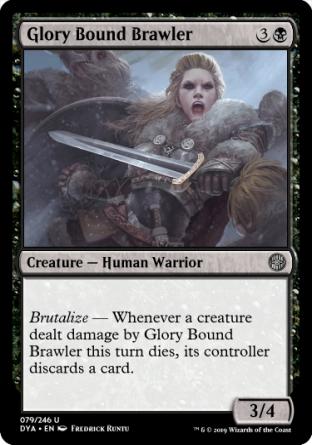 Glory Bound Brawler 3
Creature — Human Warrior
Brutalize — Whenever a creature
dealt damage by Glory Bound
Brawler this turn dies, its controller
discards a card.
3/4
079/246 U
DYA • EN Fredrick Runtu
™ & © 2019 Wizards of the Coast